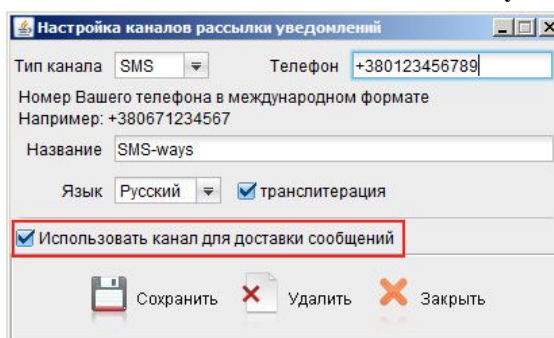 Настройка каналов рассылки уведомлений
Тип канала SMS Телефон +380123456789
Номер Вашего телефона в международном формате
Например: +380671234567
Название SMS-ways
Язык Русский транслитерация
Использовать канал для доставки сообщений
Сохранить Удалить Закрыть